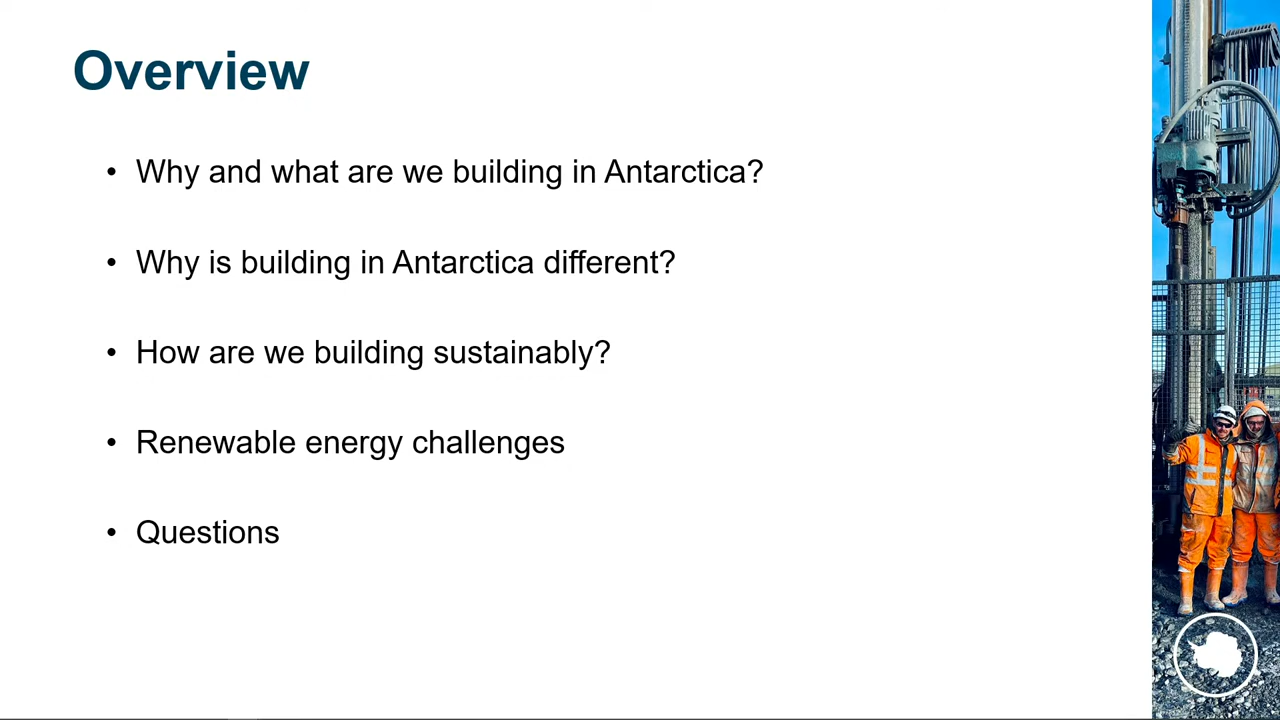 Overview
• Why and what are we building in Antarctica?
• Why is building in Antarctica different?
• How are we building sustainably?
• Renewable energy challenges
• Questions